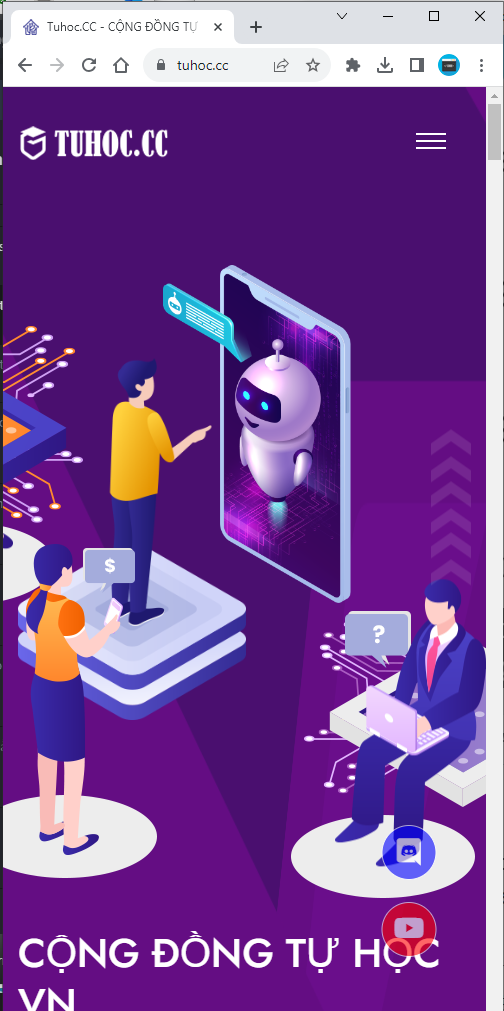 Tuhoc.CC - CỘNG ĐỒNG TỰ
tuhoc.cc
TUHOC.CC
$
?
CỘNG ĐỒNG TỰ HỌC
VN